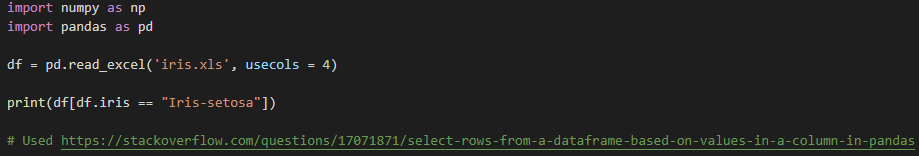 import numpy as np
import pandas as pd
df = pd.read_excel('iris.xls', usecols = 4)
print(df[df.iris == "Iris-setosa"])
# Used https://stackoverflow.com/questions/17071871/select-rows-from-a-dataframe-based-on-values-in-a-column-in-pandas